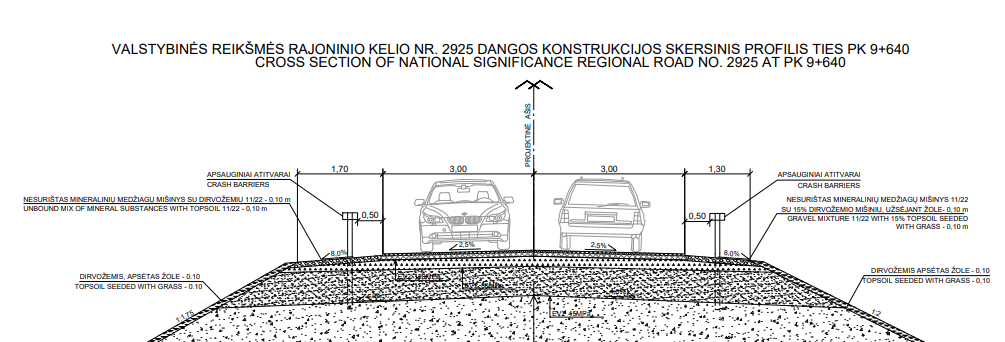 VALSTYBINĖS REIKŠMĖS RAJONINIO KELIO NR. 2925 DANGOS KONSTRUKCIJOS SKERSINIS PROFILIS TIES PK 9+640
CROSS SECTION OF NATIONAL SIGNIFICANCE REGIONAL ROAD NO. 2925 AT PK 9+640
PROJEKTINĖ AŠIS
1,70
3,00
3,00
1,30
APSAUGINIAI ATITVARAI
CRASH BARRIERS
APSAUGINIAI ATITVARAI
CRASH BARRIERS
NESURIŠTAS MINERALINIŲ MEDŽIAGŲ MIŠINYS SU DIRVOŽEMIU 11/22 - 0,10 m
UNBOUND MIX OF MINERAL SUBSTANCES WITH TOPSOIL 11/22 - 0,10 m
NESURIŠTAS MINERALINIŲ MEDŽIAGŲ MIŠINYS 11/22
SU 15% DIRVOŽEMIO MIŠINIU, UŽSĖJANT ŽOLE- 0,10 m
GRAVEL MIXTURE 11/22 WITH 15% TOPSOIL SEEDED
WITH GRASS - 0,10 m
0,50
0,50
8.0%
2,5%
2,5%
8.0%
DIRVOŽEMIS, APSĖTAS ŽOLE - 0.10
TOPSOIL SEEDED WITH GRASS - 0.10
DIRVOŽEMIS APSĖTAS ŽOLE - 0,10
TOPSOIL SEEDED WITH GRASS - 0,10
1:1.75
EV2 45MPa